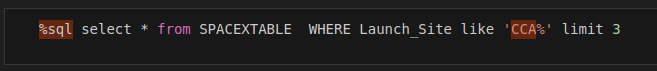 %sql select * from SPACEXTABLE  WHERE Launch_Site like 'CCA%' limit 3